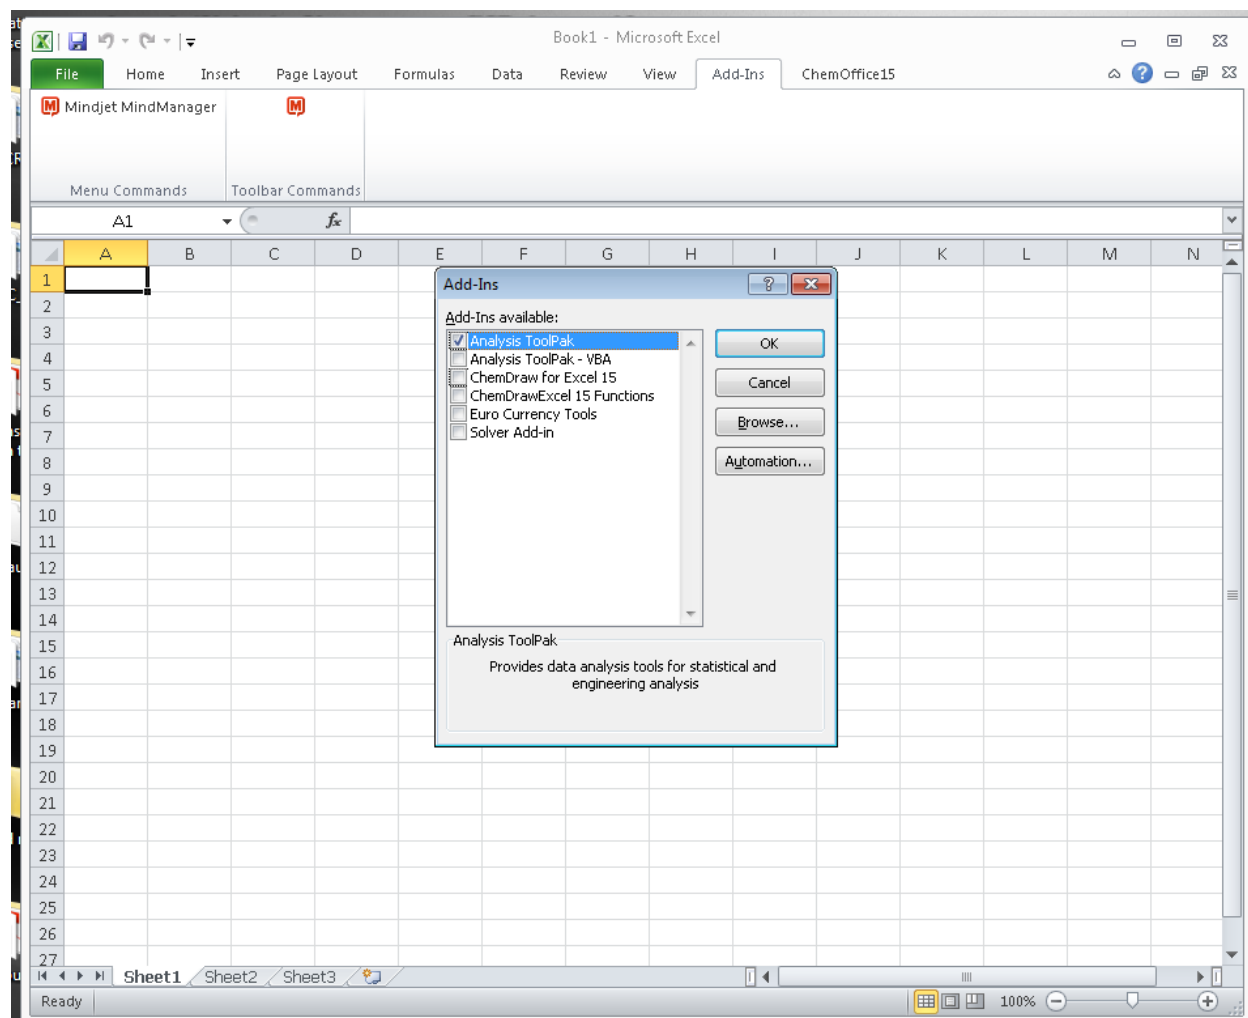 Book1 - Microsoft Excel
File Home Insert Page Layout Formulas Data Review View Add-Ins ChemOffice15
Mindjet MindManager
Menu Commands Toolbar Commands
A1 fx
A B C D E F G H I J K L M N
1
2
3
4
5
6
7
8
9
10
11
12
13
14
15
16
17
18
19
20
21
22
23
24
25
26
27
Add-Ins
Add-Ins available:
Analysis ToolPak
Analysis ToolPak - VBA
ChemDraw for Excel 15
ChemDrawExcel 15 Functions
Euro Currency Tools
Solver Add-in
OK
Cancel
Browse...
Automation...
Analysis ToolPak
Provides data analysis tools for statistical and
engineering analysis
Sheet1 Sheet2 Sheet3
Ready 100%